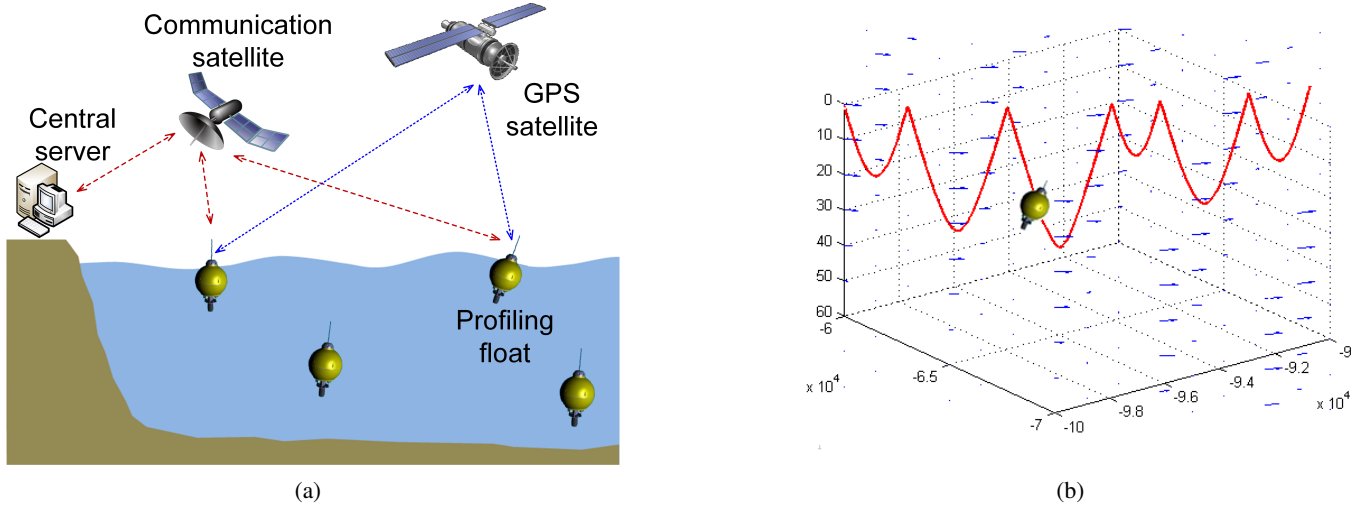 Communication
satellite
GPS
satellite
Central
server
Profiling
float
(a)
0
10
20
30
40
50
60
-6
-6.5
-7
x 10^4
-10
-9.8
-9.6
-9.4
-9.2
-9
x 10^4
(b)